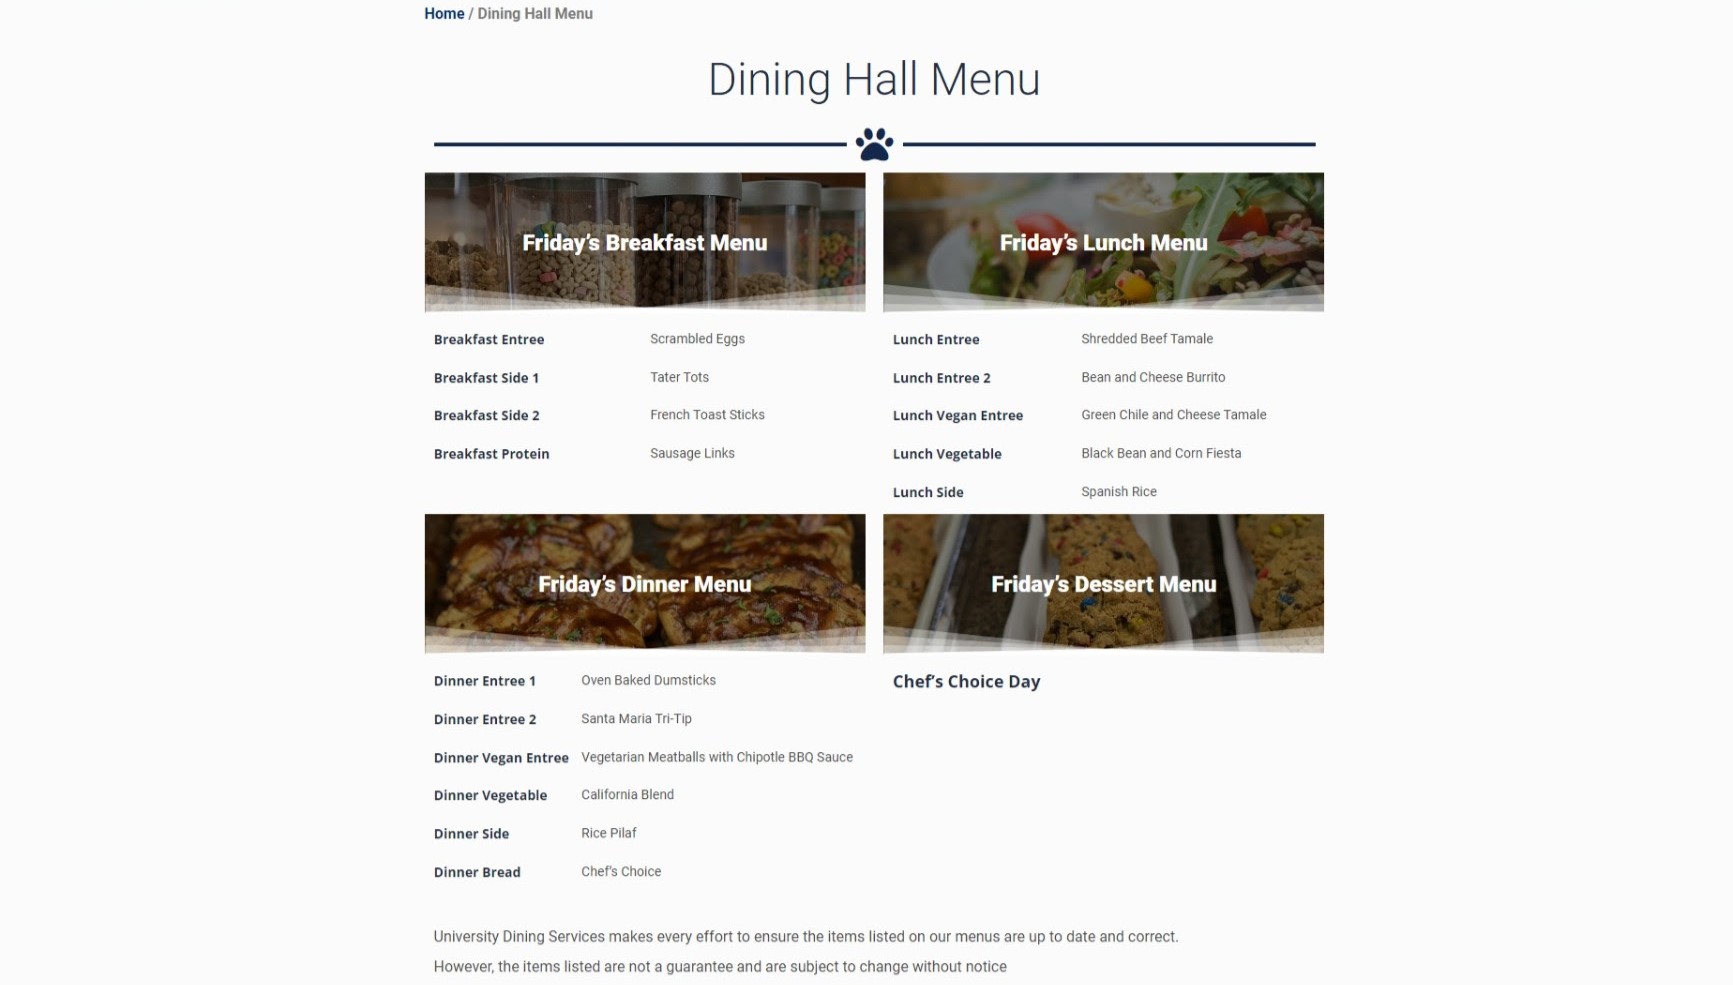 Home / Dining Hall Menu
Dining Hall Menu
Friday's Breakfast Menu
Breakfast Entree Scrambled Eggs
Breakfast Side 1 Tater Tots
Breakfast Side 2 French Toast Sticks
Breakfast Protein Sausage Links
Friday's Lunch Menu
Lunch Entree Shredded Beef Tamale
Lunch Entree 2 Bean and Cheese Burrito
Lunch Vegan Entree Green Chile and Cheese Tamale
Lunch Vegetable Black Bean and Corn Fiesta
Lunch Side Spanish Rice
Friday's Dinner Menu
Dinner Entree 1 Oven Baked Dumsticks
Dinner Entree 2 Santa Maria Tri-Tip
Dinner Vegan Entree Vegetarian Meatballs with Chipotle BBQ Sauce
Dinner Vegetable California Blend
Dinner Side Rice Pilaf
Dinner Bread Chef's Choice
Friday's Dessert Menu
Chef's Choice Day
University Dining Services makes every effort to ensure the items listed on our menus are up to date and correct.
However, the items listed are not a guarantee and are subject to change without notice